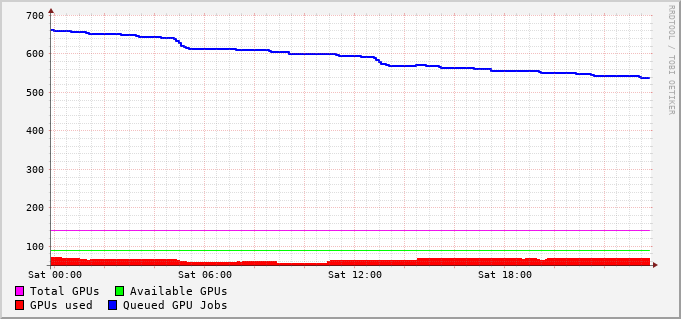 700
600
500
400
300
200
100
Sat 00:00 Sat 06:00 Sat 12:00 Sat 18:00
Total GPUs Available GPUs
GPUs used Queued GPU Jobs
RRDTOOL / TOBI OETIKER